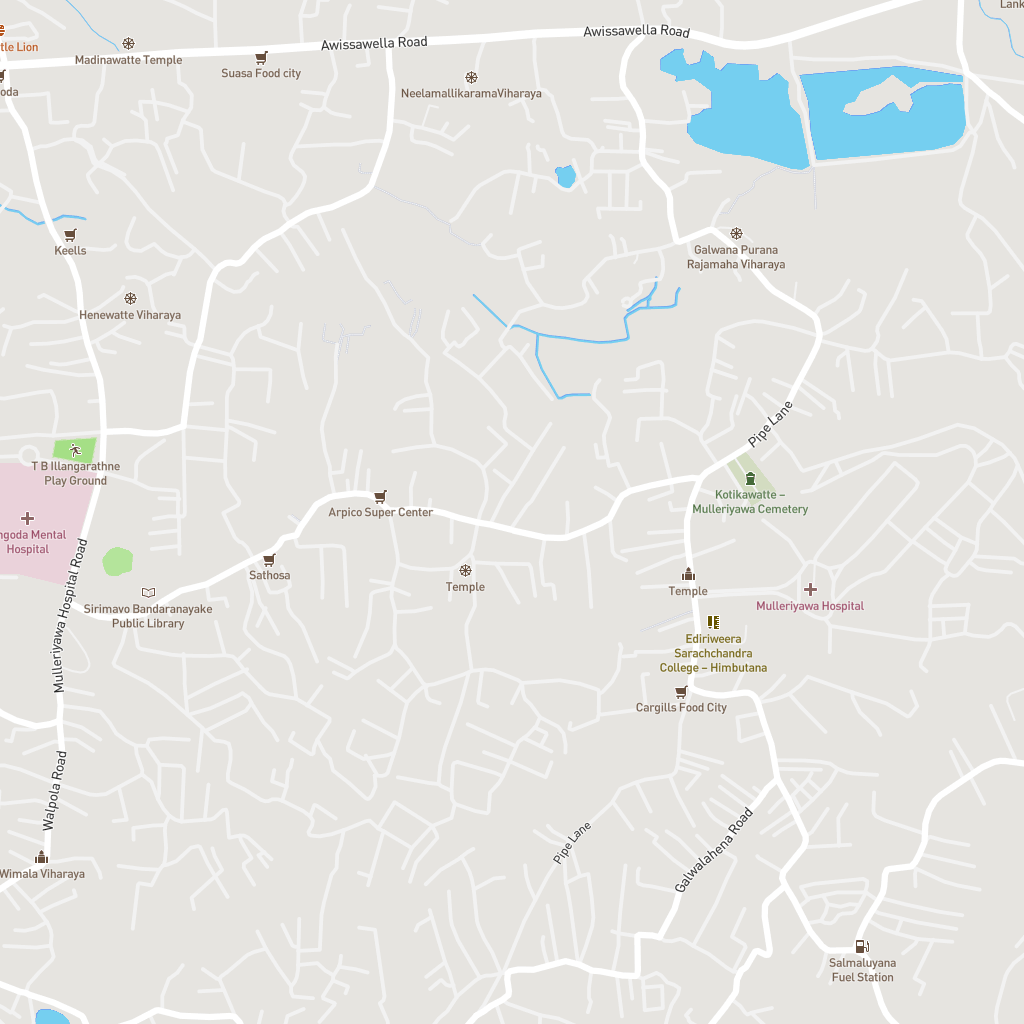 Lank
Awissawella Road
Awissawella Road
tle Lion
Madinawatte Temple
Suasa Food city
oda
NeelamallikaramaViharaya
Keells
Galwana Purana
Rajamaha Viharaya
Henewatte Viharaya
Pipe Lane
T B Illangarathne
Play Ground
Kotikawatte –
Mulleriyawa Cemetery
Arpico Super Center
ngoda Mental
Hospital
Sathosa
Temple
Temple
Mulleriyawa Hospital
Sirimavo Bandaranayake
Public Library
Mulleriyawa Hospital Road
Ediriweera
Sarachchandra
College – Himbutana
Cargills Food City
Walpola Road
Pipe Lane
Galwalahena Road
Wimala Viharaya
Salmaluyana
Fuel Station